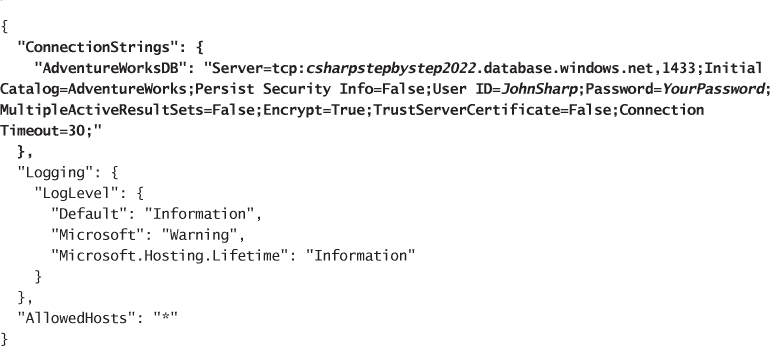 {
  "ConnectionStrings": {
    "AdventureWorksDB": "Server=tcp:csharpstepbystep2022.database.windows.net,1433;Initial
Catalog=AdventureWorks;Persist Security Info=False;User ID=JohnSharp;Password=YourPassword;
MultipleActiveResultSets=False;Encrypt=True;TrustServerCertificate=False;Connection
Timeout=30;"
  },
  "Logging": {
    "LogLevel": {
      "Default": "Information",
      "Microsoft": "Warning",
      "Microsoft.Hosting.Lifetime": "Information"
    }
  },
  "AllowedHosts": "*"
}